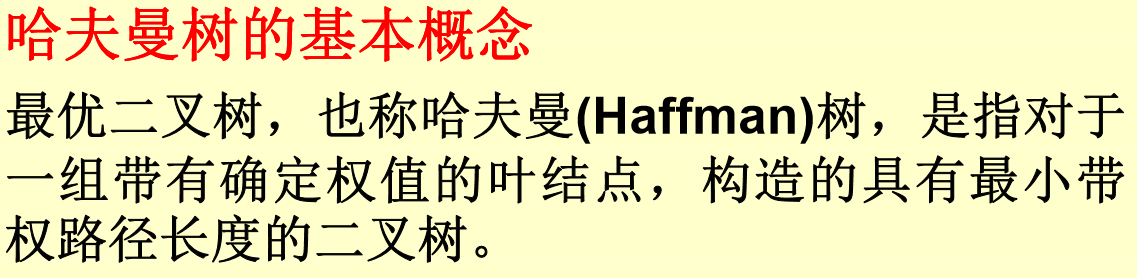 哈夫曼树的基本概念
最优二叉树，也称哈夫曼(Haffman)树，是指对于
一组带有确定权值的叶结点，构造的具有最小带
权路径长度的二叉树。